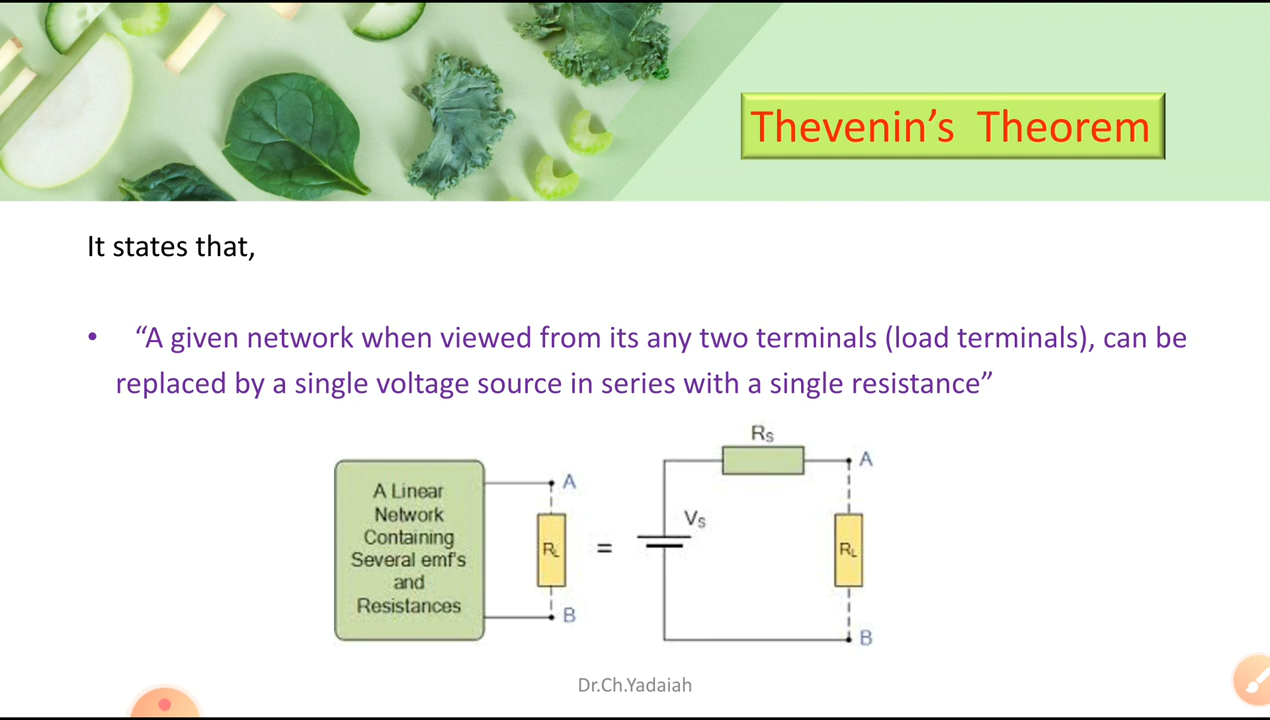 Thevenin’s Theorem
It states that,
• “A given network when viewed from its any two terminals (load terminals), can be
replaced by a single voltage source in series with a single resistance”
A Linear
Network
Containing
Several emf's
and
Resistances
A
RL
B
=
RS
VS
A
RL
B
Dr.Ch.Yadaiah